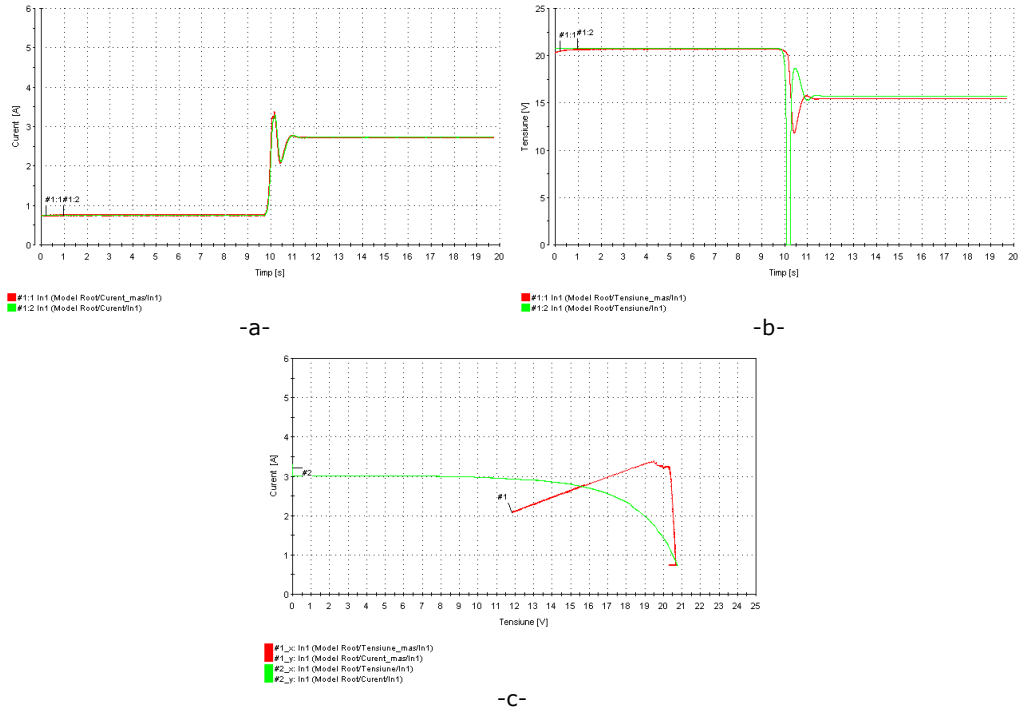 6
5
4
3
2
1
0
Curent [A]
#1:1#1:2
0 1 2 3 4 5 6 7 8 9 10 11 12 13 14 15 16 17 18 19 20
Timp [s]
#1:1 In1 (Model Root/Curent_mas/In1)
#1:2 In1 (Model Root/Curent/In1)
-a-
25
20
15
10
5
0
Tensiune [V]
#1:1#1:2
0 1 2 3 4 5 6 7 8 9 10 11 12 13 14 15 16 17 18 19 20
Timp [s]
#1:1 In1 (Model Root/Tensiune_mas/In1)
#1:2 In1 (Model Root/Tensiune/In1)
-b-
6
5
4
3
2
1
0
Curent [A]
#2
#1
0 1 2 3 4 5 6 7 8 9 10 11 12 13 14 15 16 17 18 19 20 21 22 23 24 25
Tensiune [V]
#1_x: In1 (Model Root/Tensiune_mas/In1)
#1_y: In1 (Model Root/Curent_mas/In1)
#2_x: In1 (Model Root/Tensiune/In1)
#2_y: In1 (Model Root/Curent/In1)
-c-